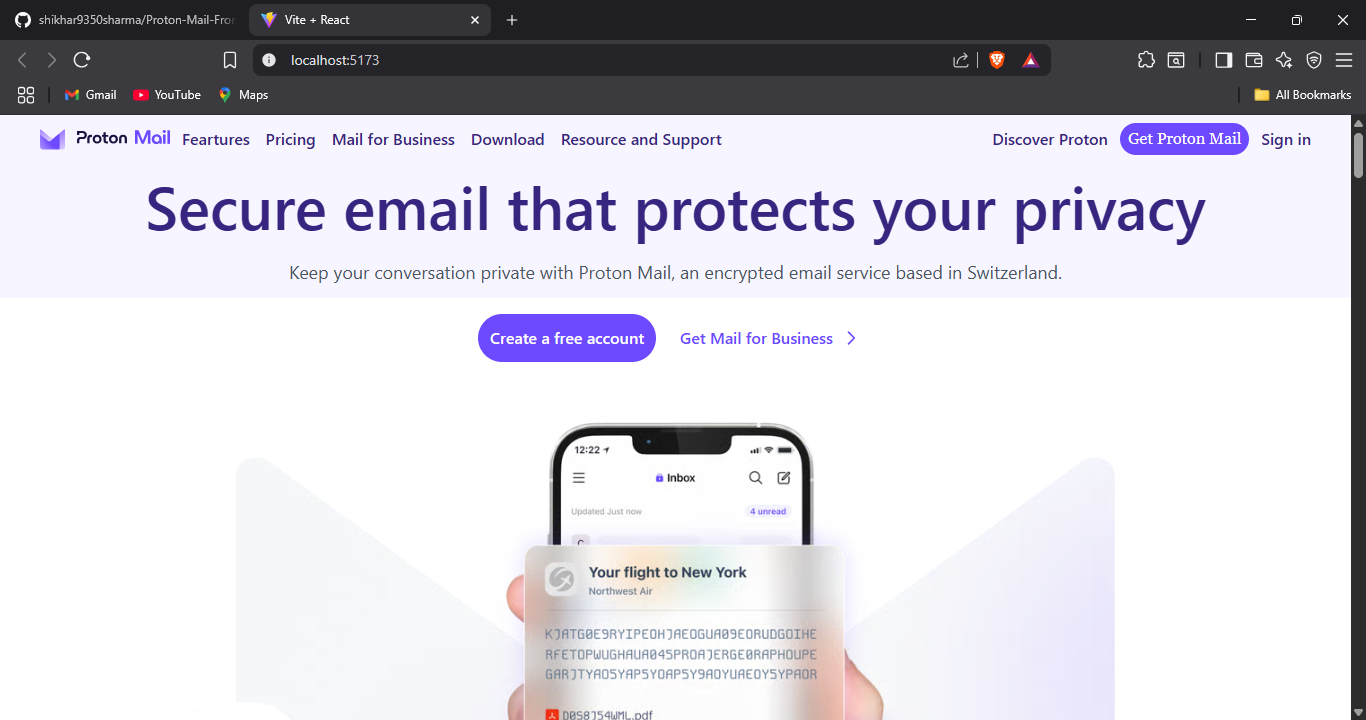 shikhar9350sharma/Proton-Mail-Fror
Vite + React
localhost:5173
Gmail YouTube Maps All Bookmarks
Proton Mail Feartures Pricing Mail for Business Download Resource and Support Discover Proton Get Proton Mail Sign in
Secure email that protects your privacy
Keep your conversation private with Proton Mail, an encrypted email service based in Switzerland.
Create a free account Get Mail for Business
12:22
Inbox
Updated Just now 4 unread
C
Your flight to New York
Northwest Air
KJATG0E9RYIPEOHJAEOGUA09EORUDGOIHE
RFETOPWUGHAUA045PROAJERGE0RAPHOUPE
GARJTYAO5YAP5YOAP5Y9AOYUAEOY5YPAOR
D0S8J54WML.pdf